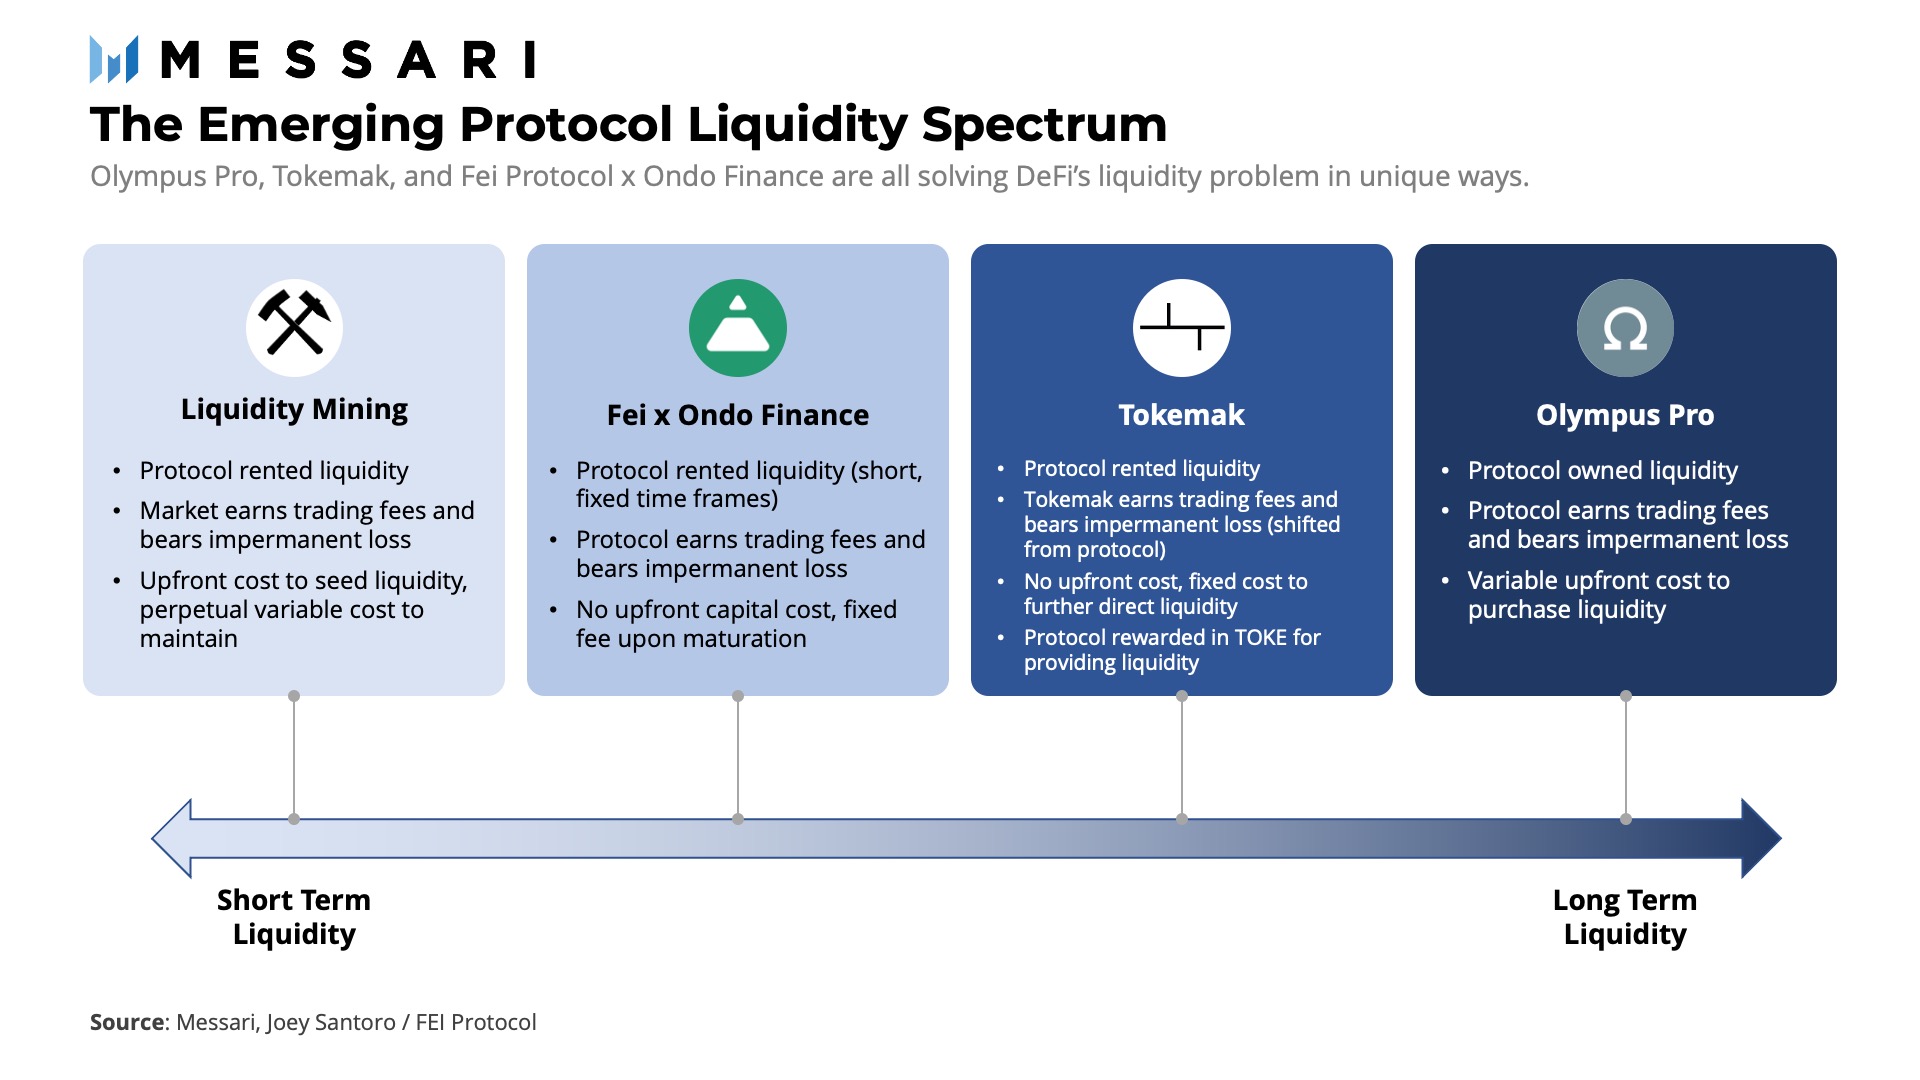 MESSARI
The Emerging Protocol Liquidity Spectrum
Olympus Pro, Tokemak, and Fei Protocol x Ondo Finance are all solving DeFi’s liquidity problem in unique ways.
Liquidity Mining
• Protocol rented liquidity
• Market earns trading fees and
bears impermanent loss
• Upfront cost to seed liquidity,
perpetual variable cost to
maintain
Fei x Ondo Finance
• Protocol rented liquidity (short,
fixed time frames)
• Protocol earns trading fees and
bears impermanent loss
• No upfront capital cost, fixed
fee upon maturation
Tokemak
• Protocol rented liquidity
• Tokemak earns trading fees and
bears impermanent loss (shifted
from protocol)
• No upfront cost, fixed cost to
further direct liquidity
• Protocol rewarded in TOKE for
providing liquidity
Ω
Olympus Pro
• Protocol owned liquidity
• Protocol earns trading fees
and bears impermanent loss
• Variable upfront cost to
purchase liquidity
Short Term
Liquidity
Long Term
Liquidity
Source: Messari, Joey Santoro / FEI Protocol